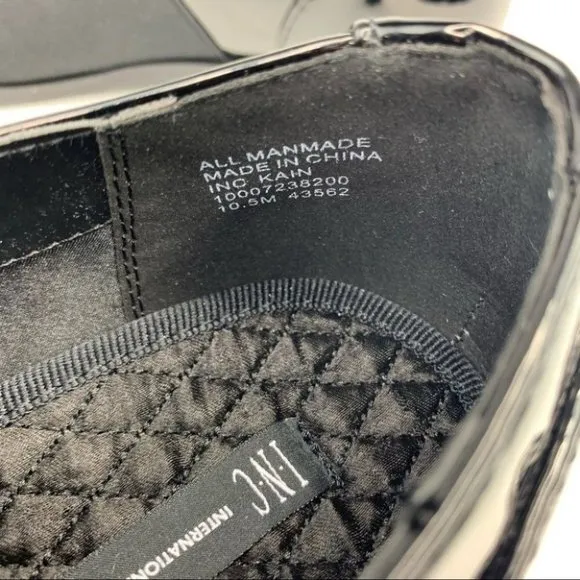 ALL MANMADE
MADE IN CHINA
INC KAIN
10007238200
10.5M 43562
I·N·C
INTERNATION